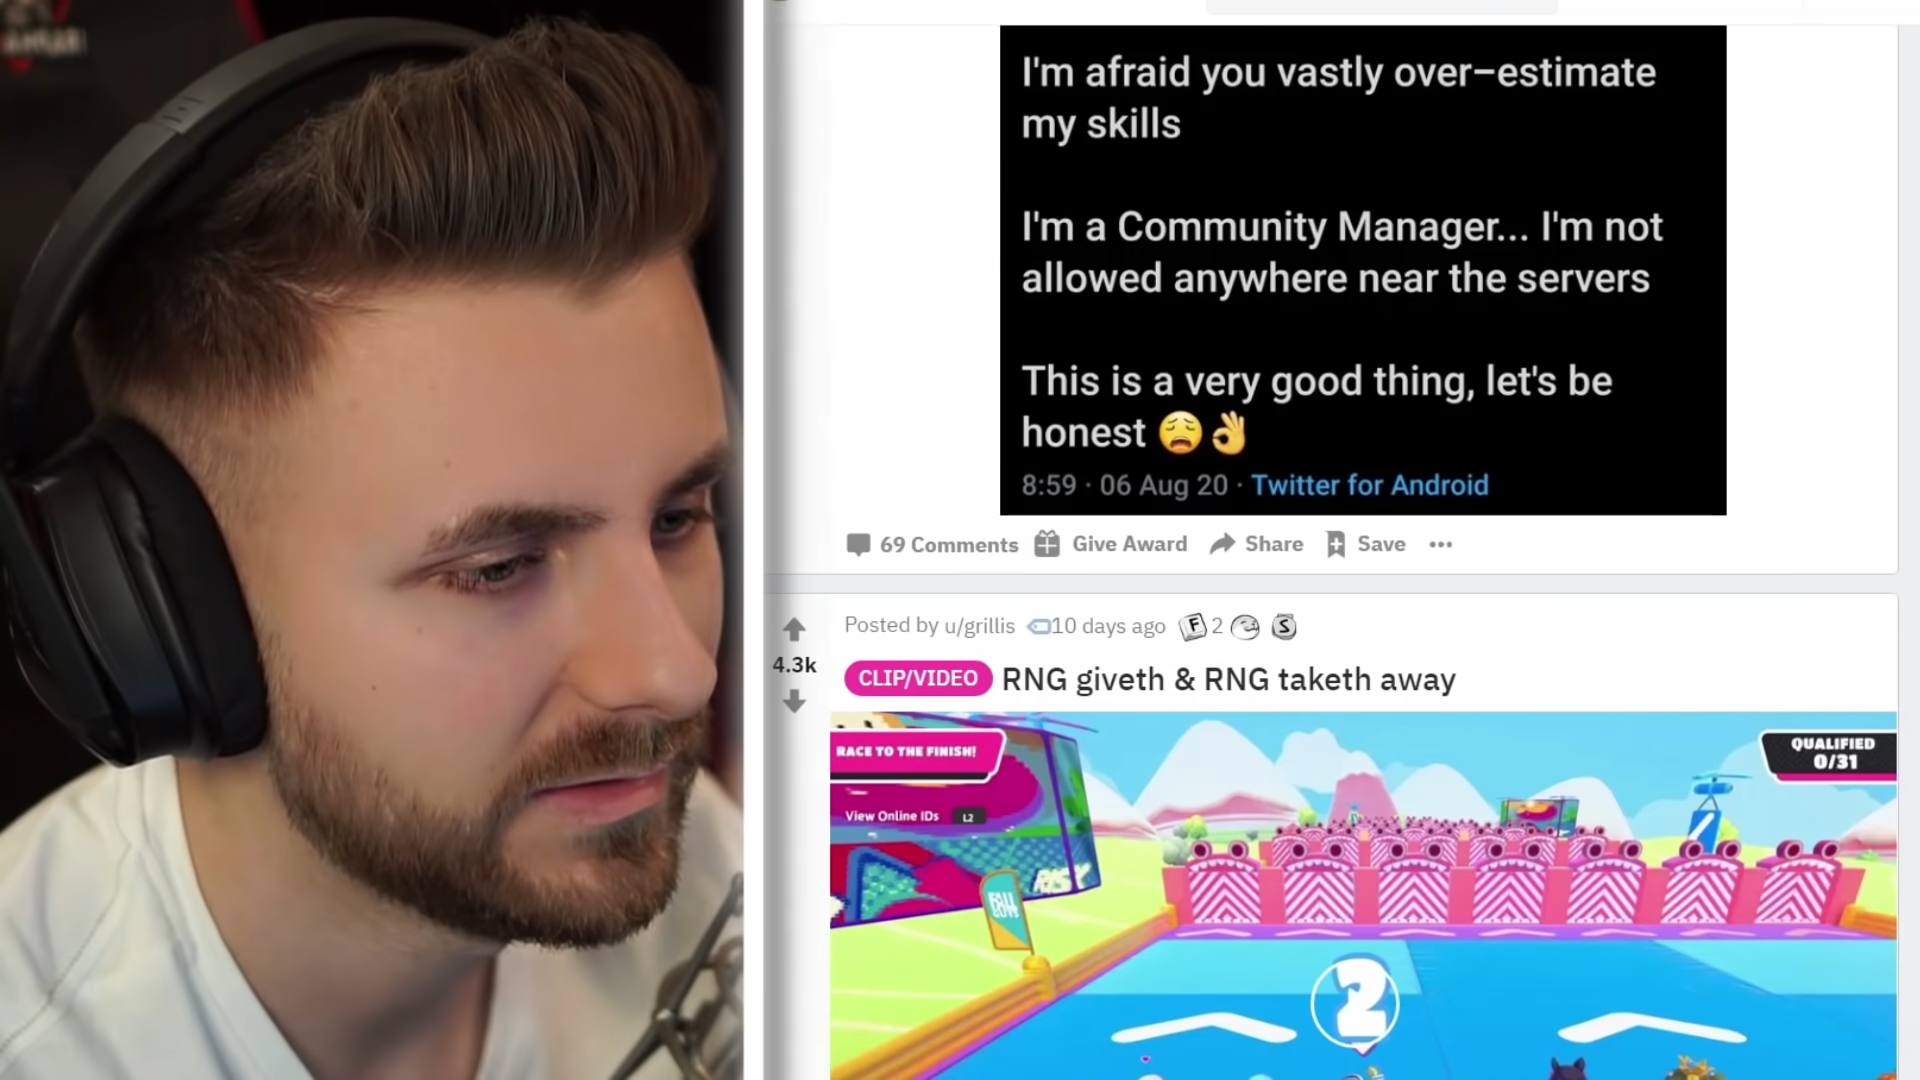 I'm afraid you vastly over–estimate
my skills
I'm a Community Manager... I'm not
allowed anywhere near the servers
This is a very good thing, let's be
honest 😩👌
8:59 · 06 Aug 20 · Twitter for Android
69 Comments Give Award Share Save ...
Posted by u/grillis 10 days ago F 2 S
4.3k
CLIP/VIDEO RNG giveth & RNG taketh away
RACE TO THE FINISH!
QUALIFIED
0/31
View Online IDs L2
FALL
GUYS
2